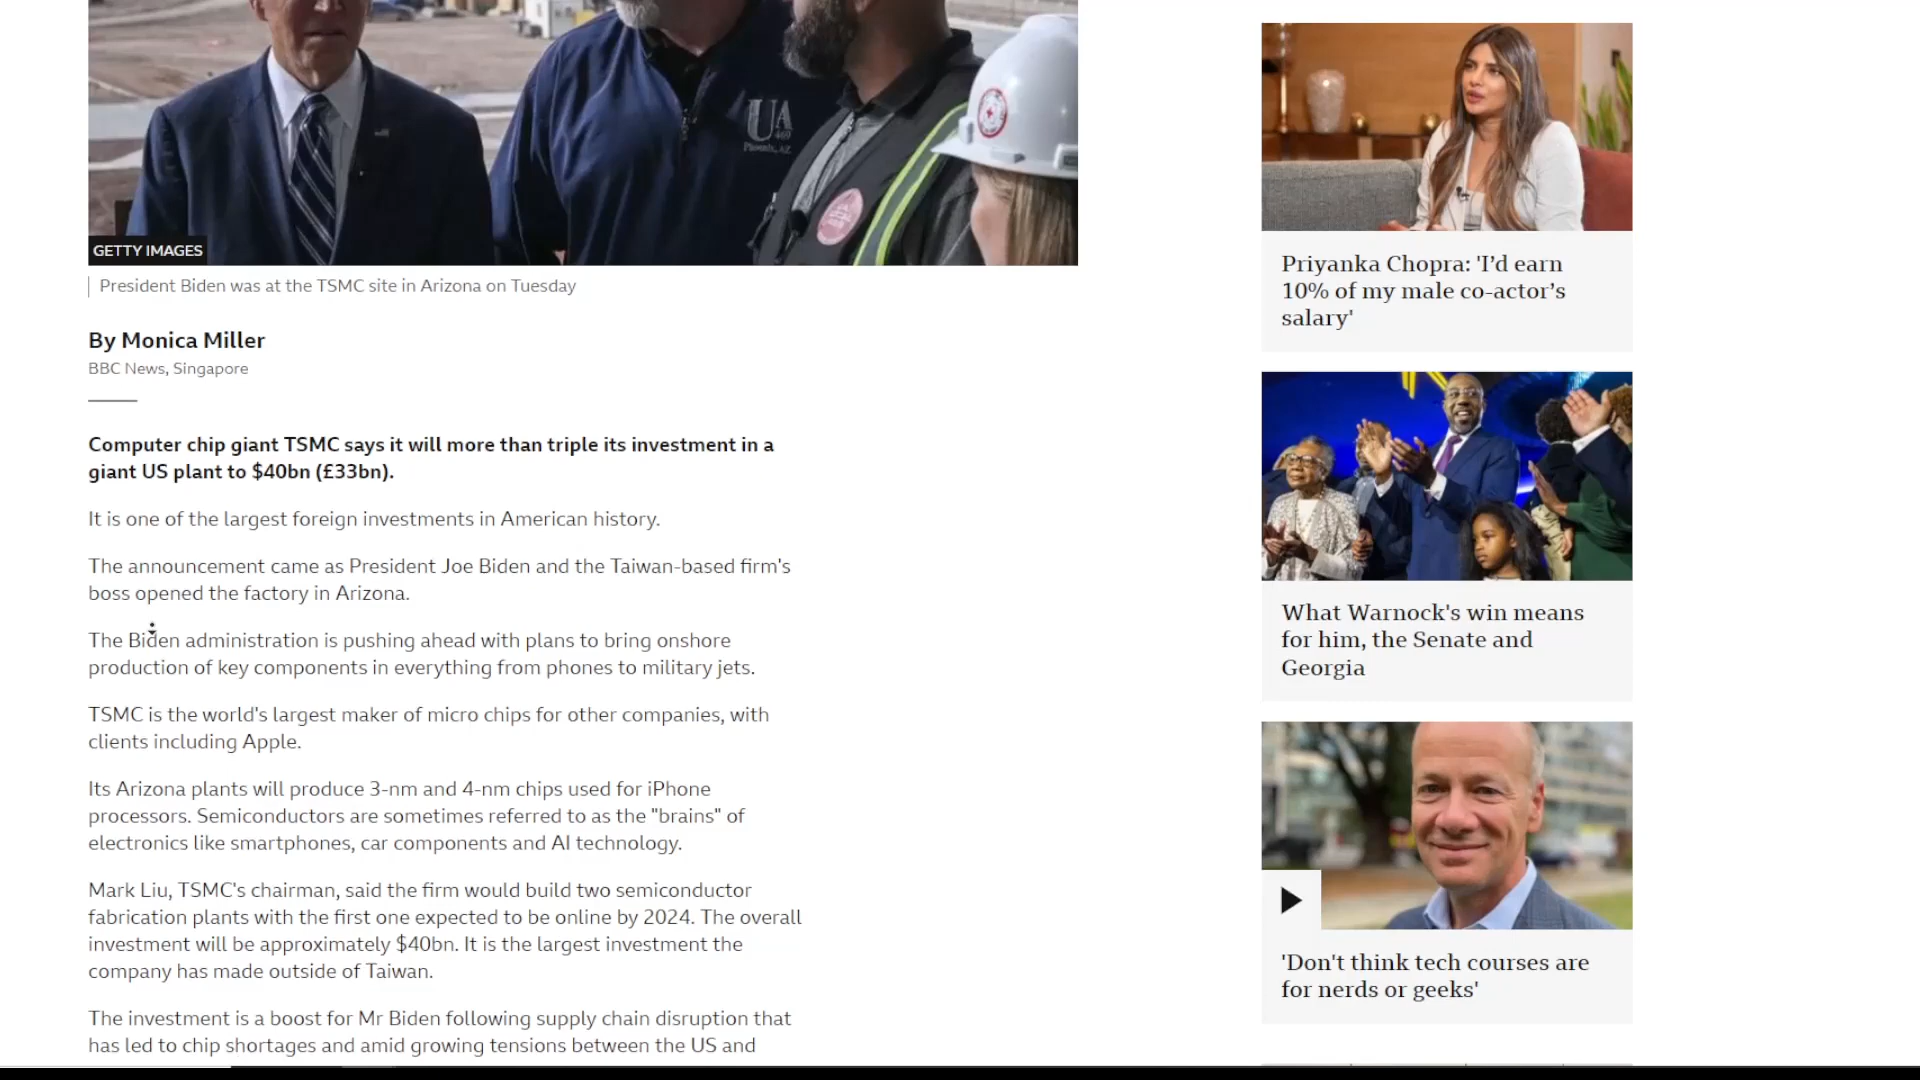 UA
469
Phoenix, AZ
GETTY IMAGES
President Biden was at the TSMC site in Arizona on Tuesday
By Monica Miller
BBC News, Singapore
Computer chip giant TSMC says it will more than triple its investment in a
giant US plant to $40bn (£33bn).
It is one of the largest foreign investments in American history.
The announcement came as President Joe Biden and the Taiwan-based firm's
boss opened the factory in Arizona.
The Biden administration is pushing ahead with plans to bring onshore
production of key components in everything from phones to military jets.
TSMC is the world's largest maker of micro chips for other companies, with
clients including Apple.
Its Arizona plants will produce 3-nm and 4-nm chips used for iPhone
processors. Semiconductors are sometimes referred to as the "brains" of
electronics like smartphones, car components and AI technology.
Mark Liu, TSMC's chairman, said the firm would build two semiconductor
fabrication plants with the first one expected to be online by 2024. The overall
investment will be approximately $40bn. It is the largest investment the
company has made outside of Taiwan.
The investment is a boost for Mr Biden following supply chain disruption that
has led to chip shortages and amid growing tensions between the US and
Priyanka Chopra: 'I’d earn
10% of my male co-actor’s
salary'
What Warnock's win means
for him, the Senate and
Georgia
'Don't think tech courses are
for nerds or geeks'